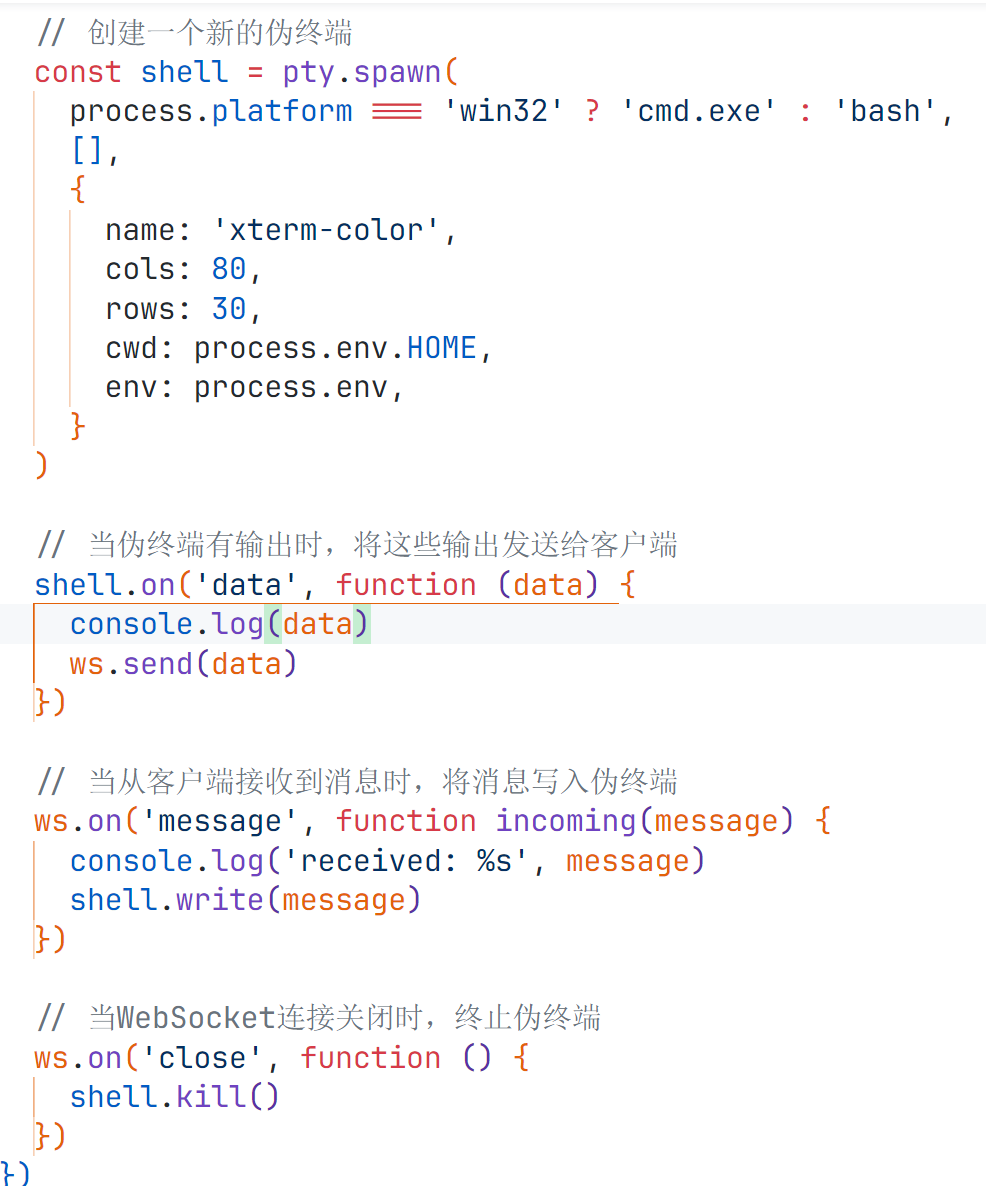 // 创建一个新的伪终端
const shell = pty.spawn(
  process.platform === 'win32' ? 'cmd.exe' : 'bash',
  [],
  {
    name: 'xterm-color',
    cols: 80,
    rows: 30,
    cwd: process.env.HOME,
    env: process.env,
  }
)
// 当伪终端有输出时，将这些输出发送给客户端
shell.on('data', function (data) {
  console.log(data)
  ws.send(data)
})
// 当从客户端接收到消息时，将消息写入伪终端
ws.on('message', function incoming(message) {
  console.log('received: %s', message)
  shell.write(message)
})
// 当WebSocket连接关闭时，终止伪终端
ws.on('close', function () {
  shell.kill()
})
})